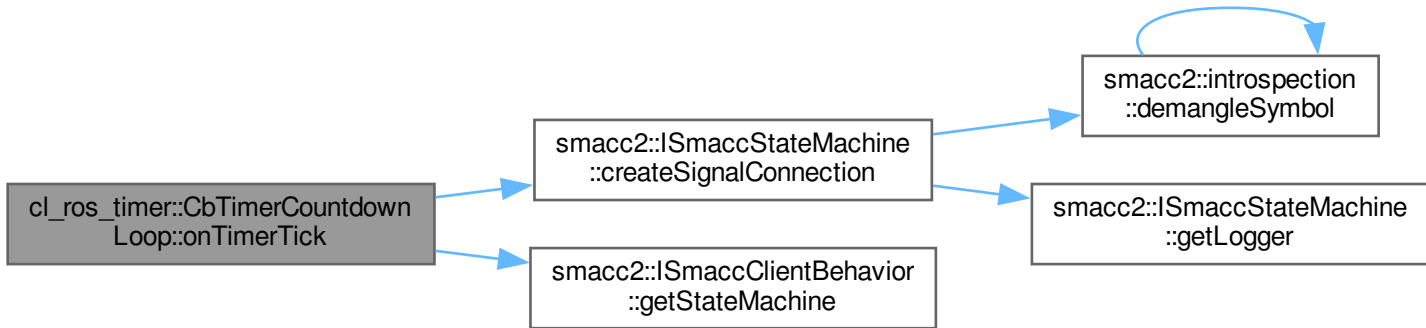 cl_ros_timer::CbTimerCountdown
Loop::onTimerTick
smacc2::ISmaccStateMachine
::createSignalConnection
smacc2::introspection
::demangleSymbol
smacc2::ISmaccStateMachine
::getLogger
smacc2::ISmaccClientBehavior
::getStateMachine